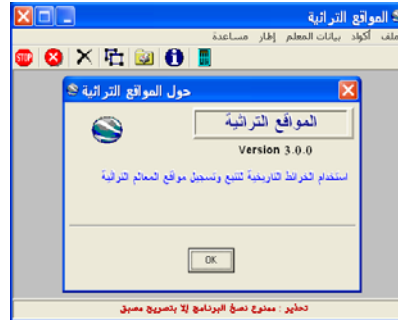 المواقع التراثية
ملف أكواد بيانات المعلم إطار مساعدة
STOP
حول المواقع التراثية
المواقع التراثية
Version 3.0.0
استخدام الخرائط التاريخية لتتبع وتسجيل مواقع المعالم التراثية
OK
تحذير : ممنوع نسخ البرنامج إلا بتصريح مسبق